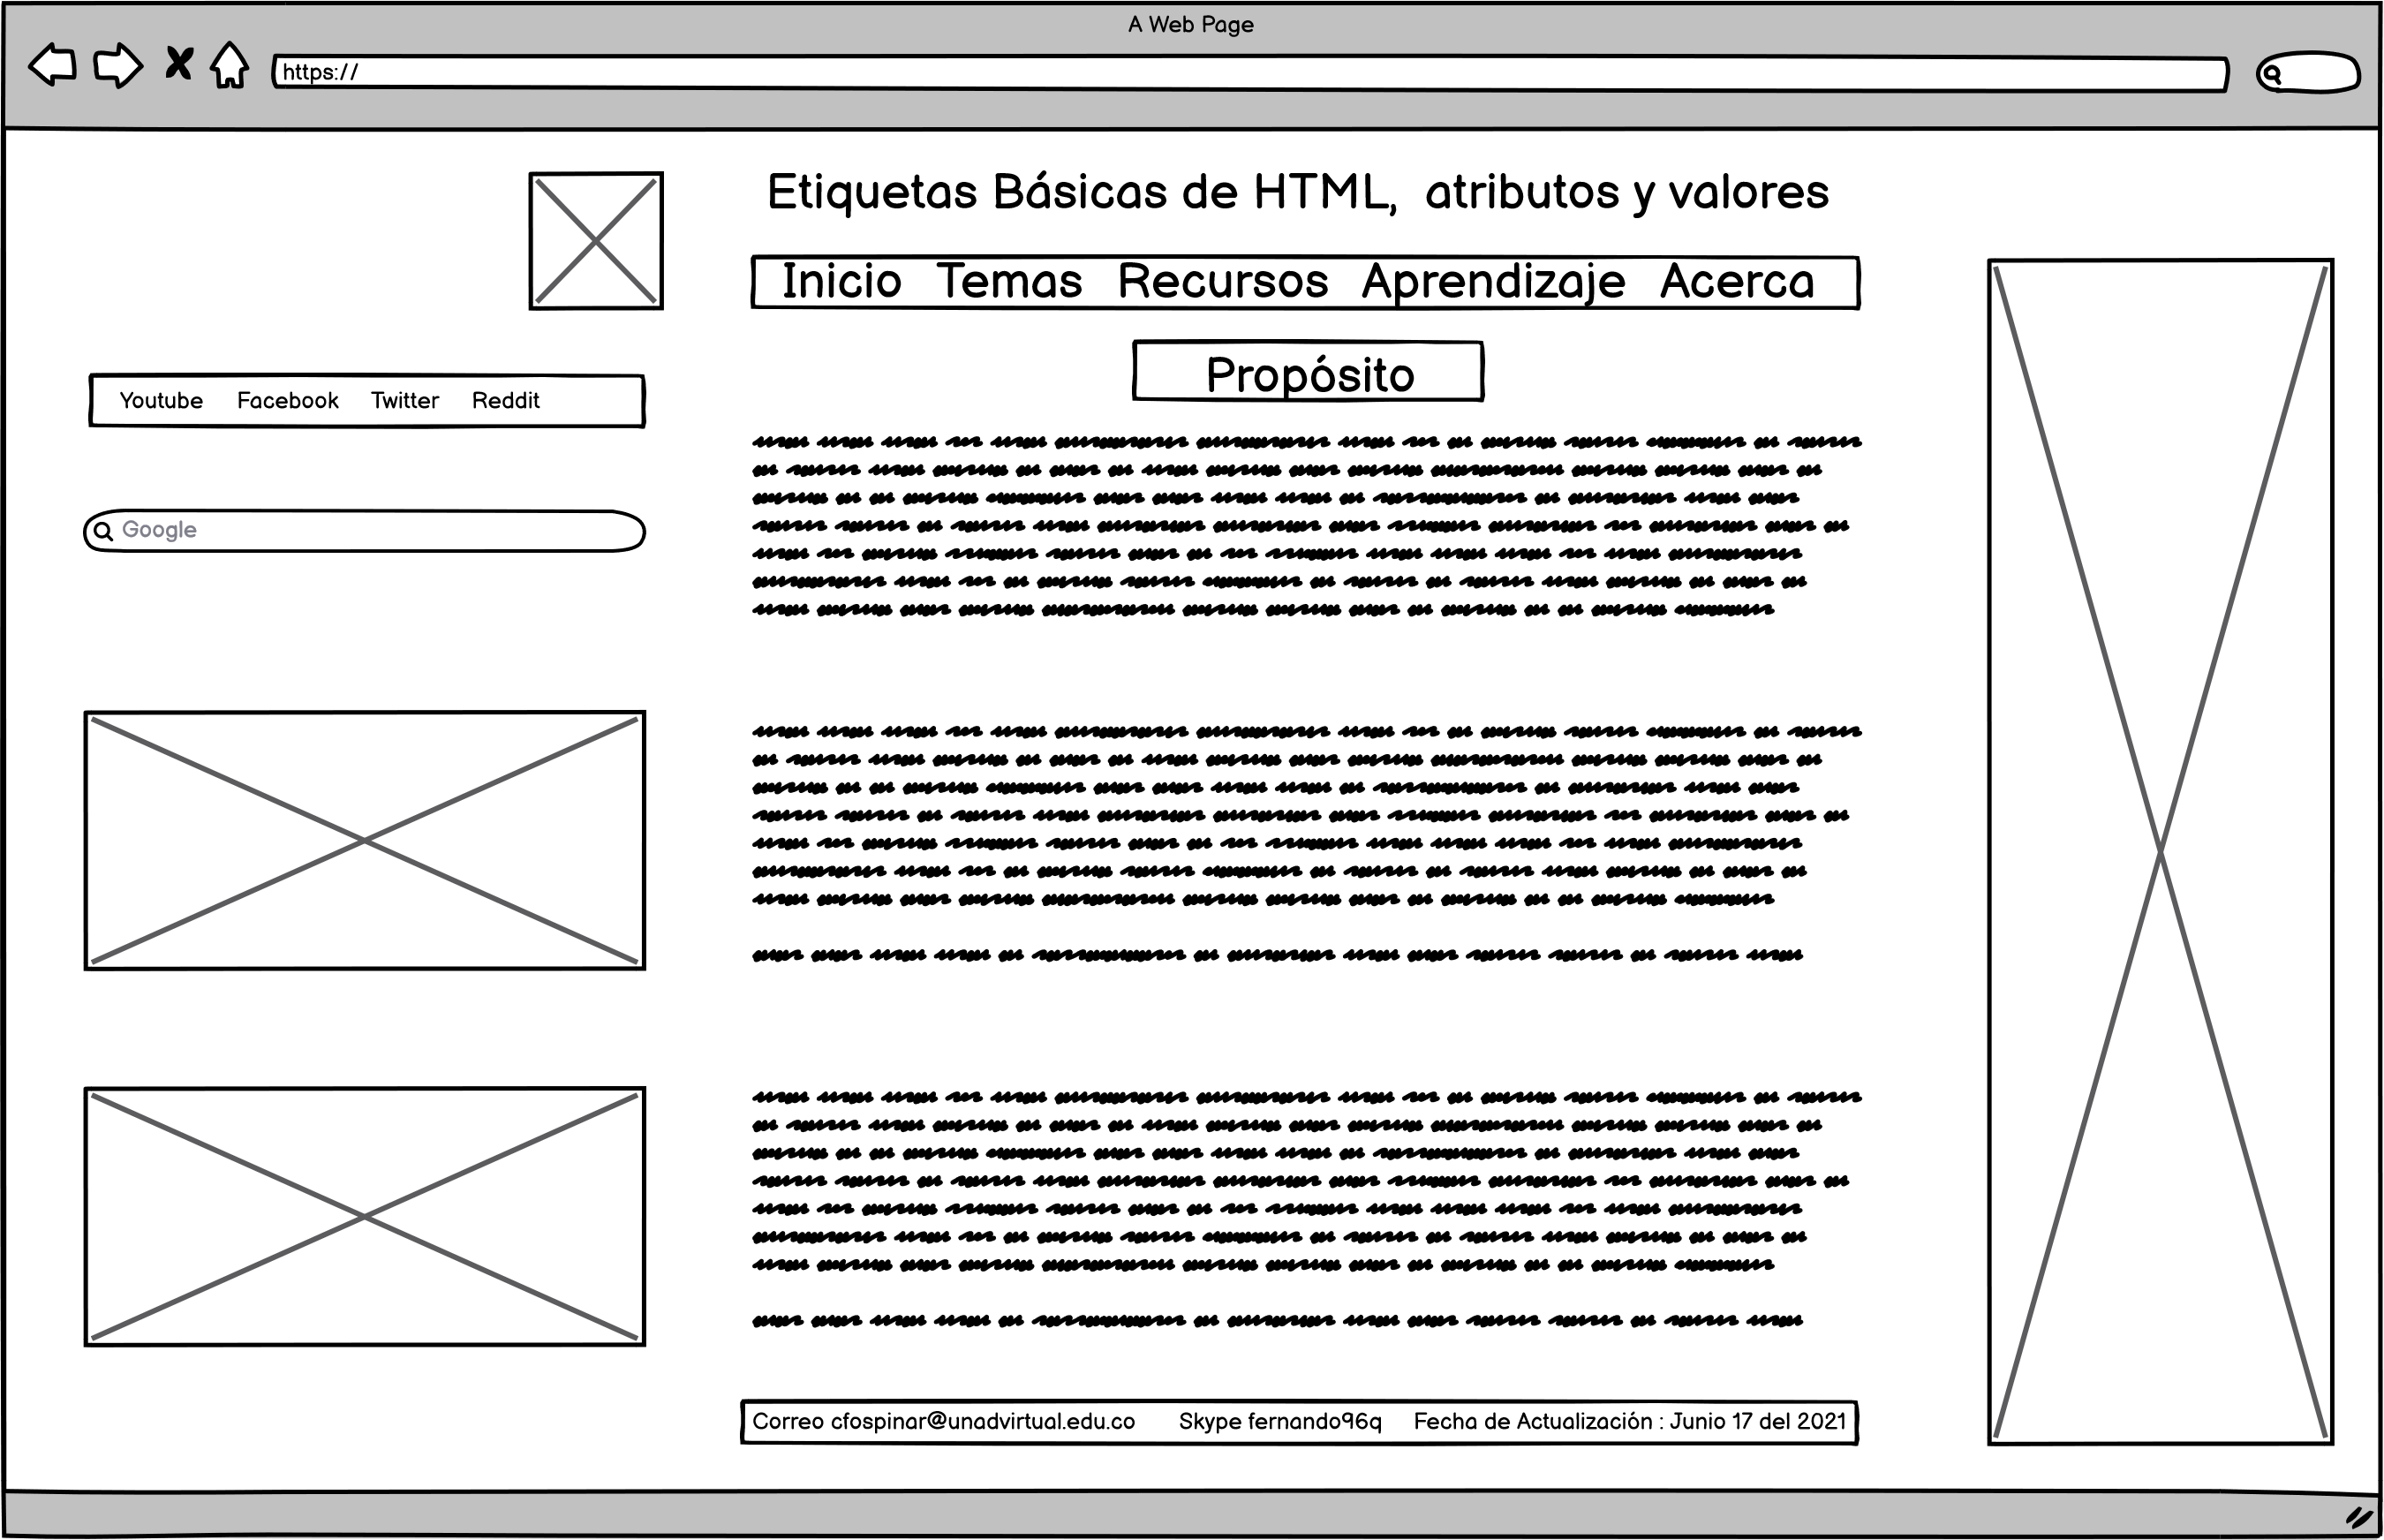 A Web Page
https://
Etiquetas Básicas de HTML, atributos y valores
Inicio Temas Recursos Aprendizaje Acerca
Propósito
Youtube Facebook Twitter Reddit
Google
Correo cfospinar@unadvirtual.edu.co Skype fernando96q Fecha de Actualización : Junio 17 del 2021